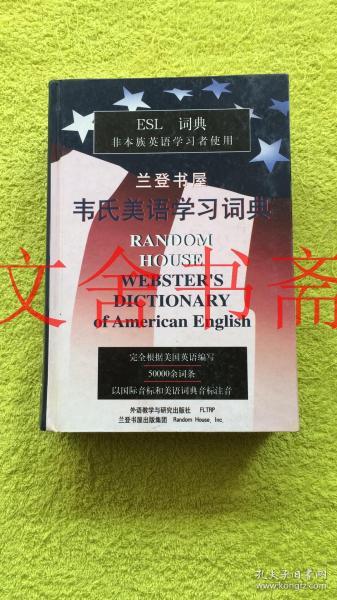 ESL 词典
非本族英语学习者使用
兰登书屋
韦氏美语学习词典
RANDOM
HOUSE
WEBSTER'S
DICTIONARY
of American English
文舍书斋
完全根据美国英语编写
50000余词条
以国际音标和美语词典音标注音
外语教学与研究出版社 FLTRP
兰登书屋出版集团 Random House, Inc.
孔夫子旧书网
www.kongfz.com